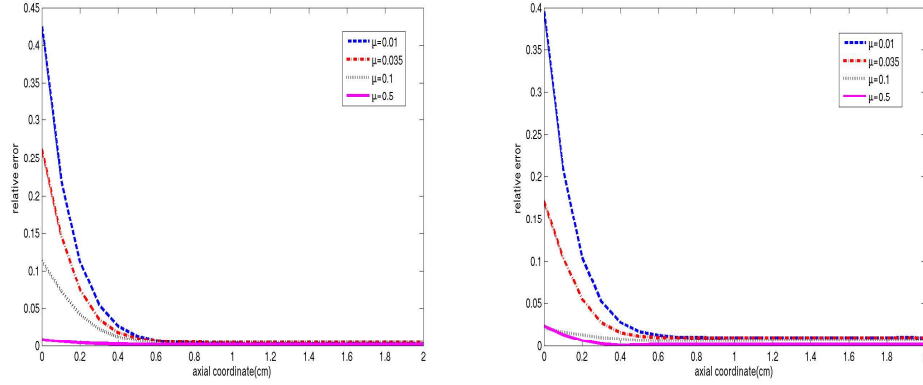 0.45
0.4
0.35
0.3
0.25
0.2
0.15
0.1
0.05
0
relative error
μ=0.01
μ=0.035
μ=0.1
μ=0.5
0 0.2 0.4 0.6 0.8 1 1.2 1.4 1.6 1.8 2
axial coordinate(cm)
0.4
0.35
0.3
0.25
0.2
0.15
0.1
0.05
0
relative error
μ=0.01
μ=0.035
μ=0.1
μ=0.5
0 0.2 0.4 0.6 0.8 1 1.2 1.4 1.6 1.8
axial coordinate(cm)